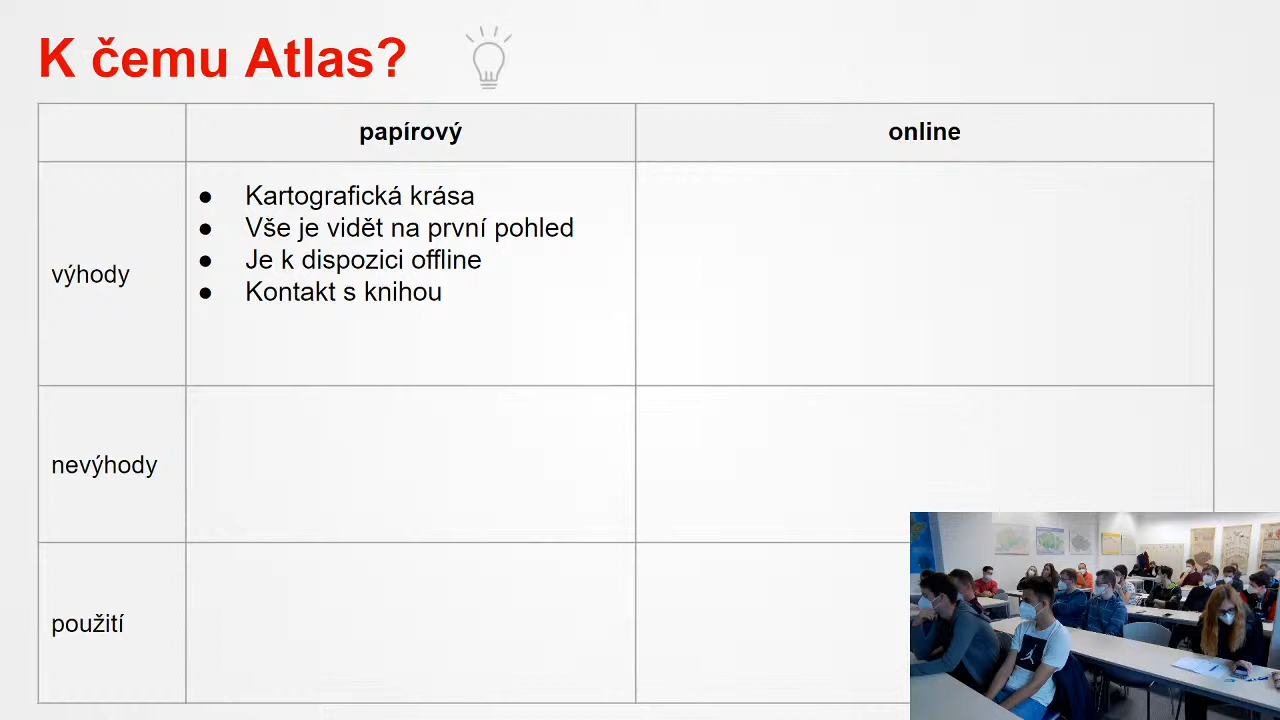 K čemu Atlas?
papírový
online
výhody
● Kartografická krása
● Vše je vidět na první pohled
● Je k dispozici offline
● Kontakt s knihou
nevýhody
použití